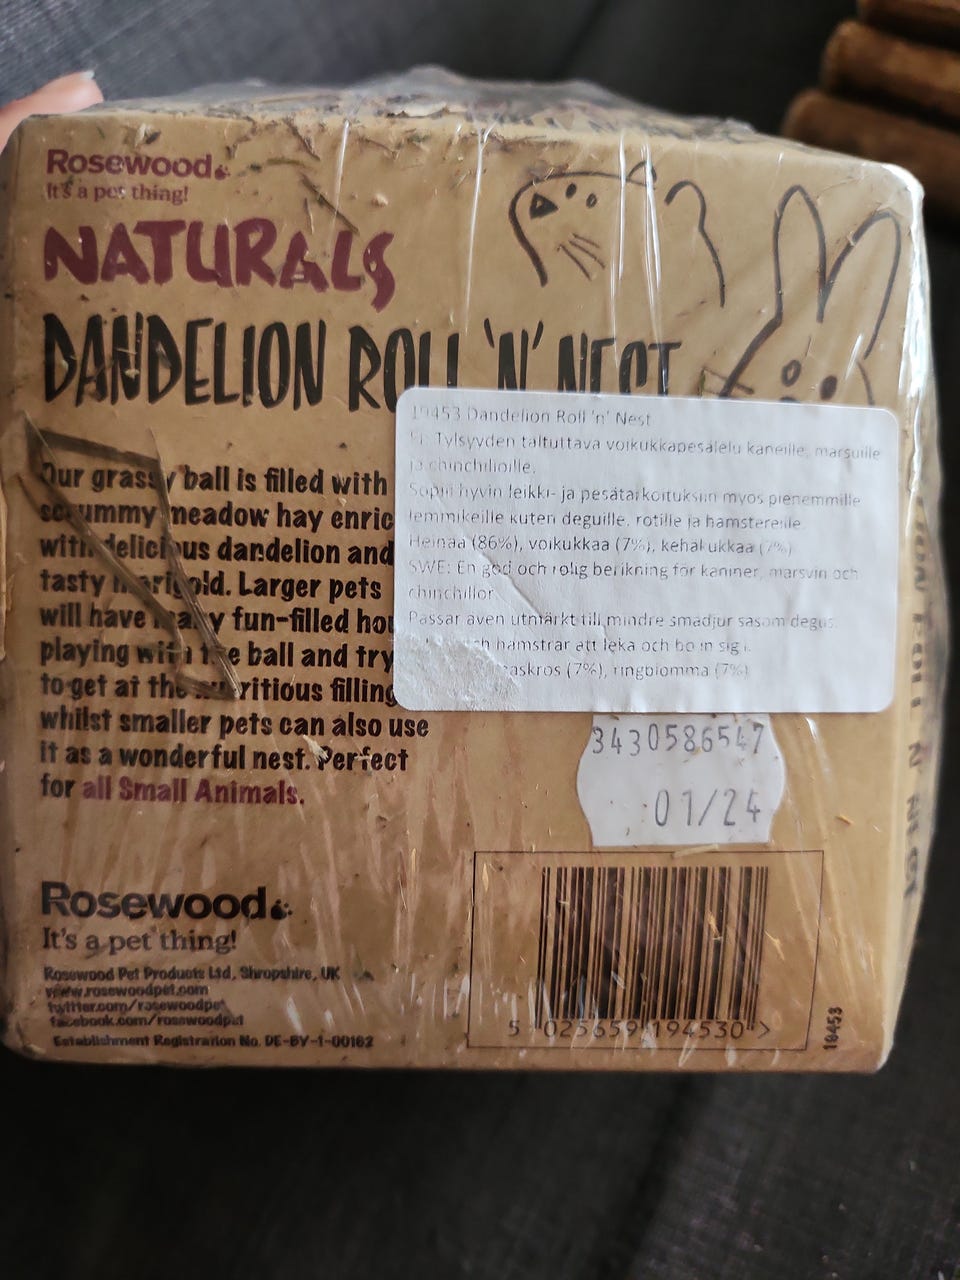 Rosewood
It's a pet thing!
NATURALS
DANDELION ROLL 'N' NEST
Our grassy ball is filled with
scrummy meadow hay enric
with delicious dandelion and
tasty marigold. Larger pets
will have many fun-filled hou
playing with the ball and try
to get at the nutritious filling
whilst smaller pets can also use
it as a wonderful nest. Perfect
for all Small Animals.
19453 Dandelion Roll 'n' Nest
FI: Tylsyyden taltuttava voikukkapesälelu kaneille, marsuille
ja chinchilloille.
Sopii hyvin leikki- ja pesätarkoituksiin myös pienemmille
lemmikeille kuten deguille, rotille ja hamstereille
Heinää (86%), voikukkaa (7%), kehäkukkaa (7%)
SWE: En god och rolig berikning för kaniner, marsvin och
chinchillor
Passar även utmärkt till mindre smådjur såsom degus,
och hamstrar att leka och bo in sig i.
maskros (7%), ringblomma (7%)
3430586547
01/24
Rosewood
It's a pet thing!
Rosewood Pet Products Ltd, Shropshire, UK
www.rosewoodpet.com
twitter.com/rosewoodpet
facebook.com/rosewoodpet
Establishment Registration No. DE-BY-1-00162
5 025659 194530 >
19453